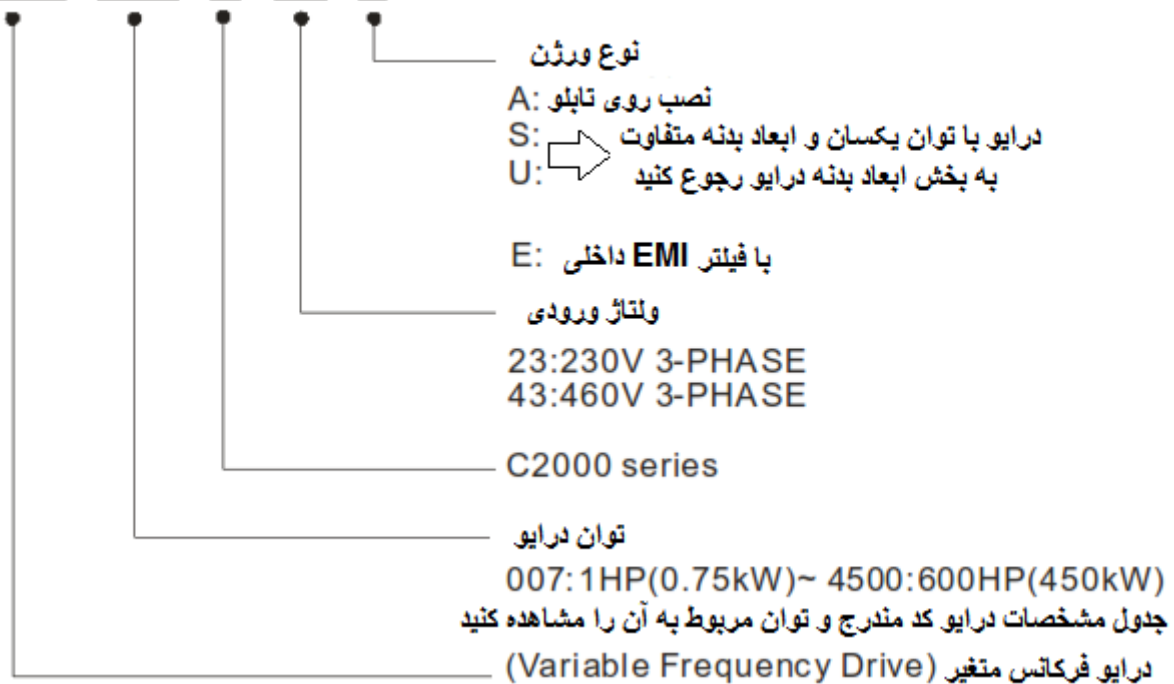 نوع ورژن
A: نصب روی تابلو
S: درایو با توان یکسان و ابعاد بدنه متفاوت
U: به بخش ابعاد بدنه درایو رجوع کنید
E: با فیلتر EMI داخلی
ولتاژ ورودی
23:230V 3-PHASE
43:460V 3-PHASE
C2000 series
توان درایو
007:1HP(0.75kW)~ 4500:600HP(450kW)
جدول مشخصات درایو کد مندرج و توان مربوط به آن را مشاهده کنید
درایو فرکانس متغیر (Variable Frequency Drive)